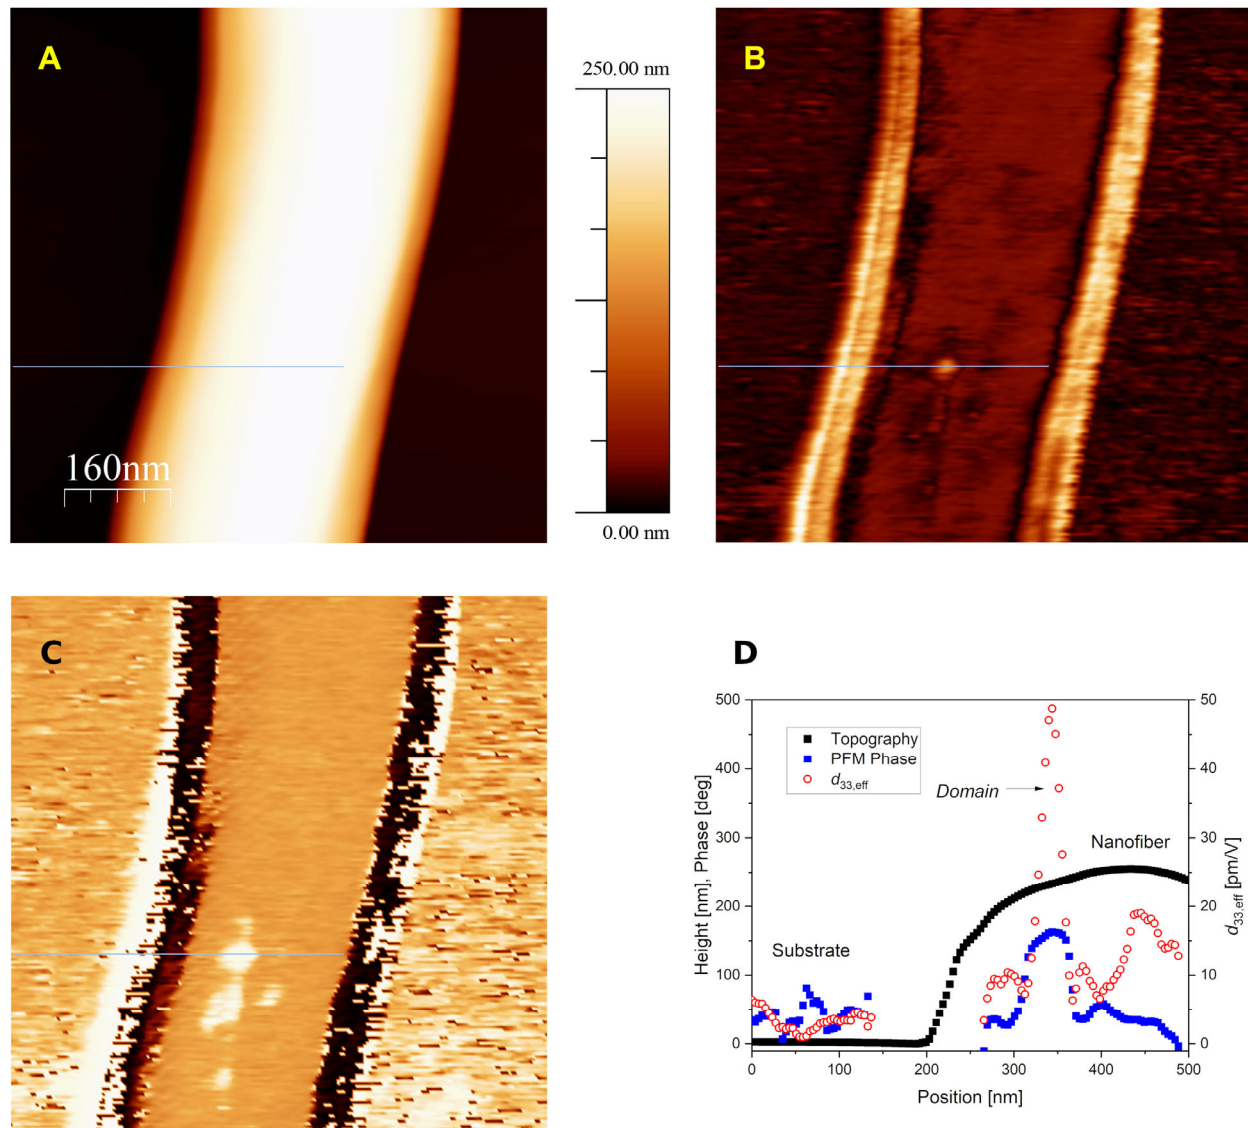 A
250.00 nm
0.00 nm
160nm
B
C
D
500
400
300
200
100
0
Height [nm], Phase [deg]
50
40
30
20
10
0
d33,eff [pm/V]
Topography
PFM Phase
d33,eff
Domain
Nanofiber
Substrate
0 100 200 300 400 500
Position [nm]